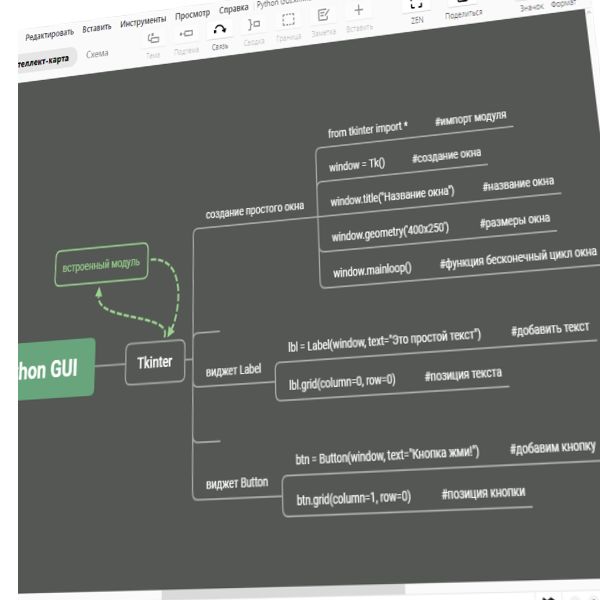 Редактировать Вставить Инструменты Просмотр Справка Python
теллект-карта Схема
Тема Подтема Связь Сводка Граница Заметка Вставить ZEN Поделиться Значок Формат
from tkinter import * #импорт модуля
window = Tk() #создание окна
создание простого окна
window.title("Название окна") #название окна
window.geometry('400x250') #размеры окна
window.mainloop() #функция бесконечный цикл окна
встроенный модуль
hon GUI
Tkinter
lbl = Label(window, text="Это простой текст") #добавить текст
виджет Label
lbl.grid(column=0, row=0) #позиция текста
btn = Button(window, text="Кнопка жми!") #добавим кнопку
виджет Button
btn.grid(column=1, row=0) #позиция кнопки